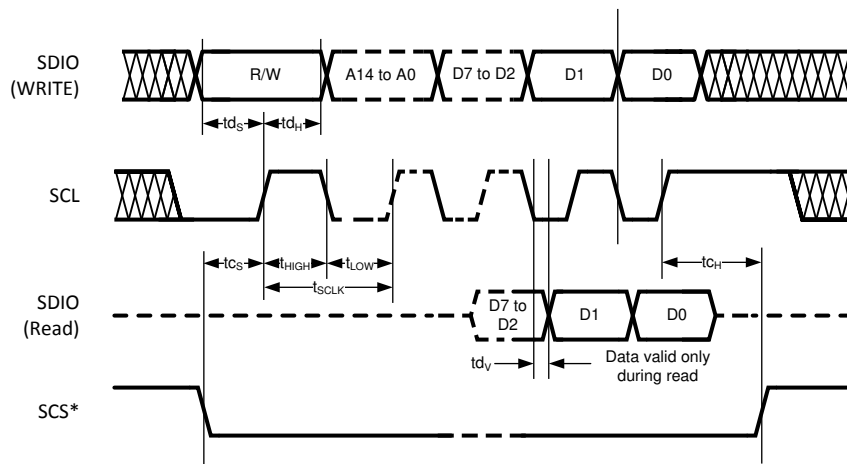 SDIO
(WRITE)
R/W
A14 to A0
D7 to D2
D1
D0
tdS
tdH
SCL
tcS
tHIGH
tLOW
tcH
tSCLK
SDIO
(Read)
D7 to
D2
D1
D0
tdV
Data valid only
during read
SCS*